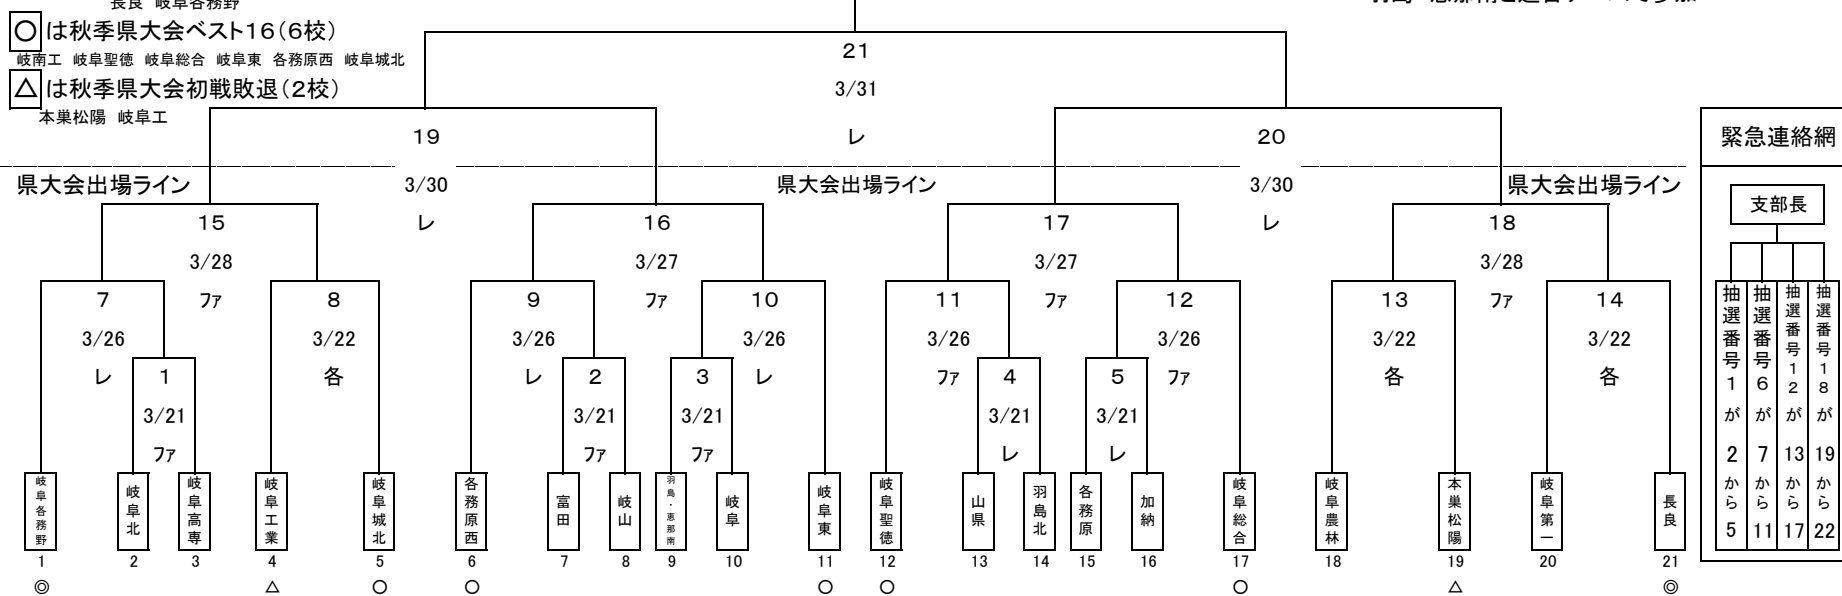 長良 岐阜各務野
○は秋季県大会ベスト16(6校)
岐南工 岐阜聖徳 岐阜総合 岐阜東 各務原西 岐阜城北
△は秋季県大会初戦敗退(2校)
本巣松陽 岐阜工
21
3/31
レ
19
20
県大会出場ライン
3/30
レ
県大会出場ライン
3/30
レ
県大会出場ライン
15
3/28
ファ
16
3/27
ファ
17
3/27
ファ
18
3/28
ファ
7
3/26
レ
8
3/22
各
9
3/26
レ
10
3/26
レ
11
3/26
ファ
12
3/26
ファ
13
3/22
各
14
3/22
各
1
3/21
ファ
2
3/21
ファ
3
3/21
ファ
4
3/21
レ
5
3/21
レ
岐阜各務野
1
◎
岐阜北
2
岐阜高専
3
岐阜工業
4
△
岐阜城北
5
○
各務原西
6
○
富田
7
岐山
8
羽島・恵那南
9
岐阜
10
岐阜東
11
○
岐阜聖徳
12
○
山県
13
羽島北
14
各務原
15
加納
16
岐阜総合
17
○
岐阜農林
18
本巣松陽
19
△
岐阜第一
20
長良
21
◎
緊急連絡網
支部長
抽選番号1が2から5
抽選番号6が7から11
抽選番号12が13から17
抽選番号18が19から22